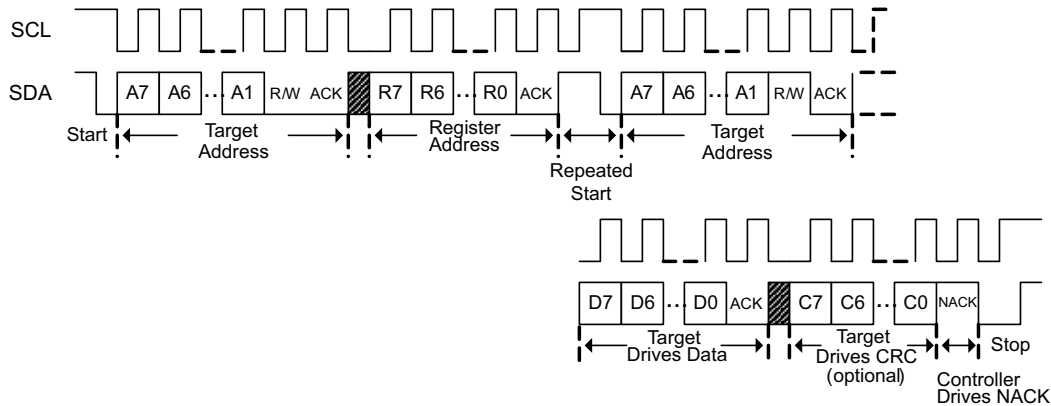 SCL
SDA
A7 A6 ... A1 R/W ACK R7 R6 ... R0 ACK A7 A6 ... A1 R/W ACK
Start
Target
Address
Register
Address
Repeated
Start
Target
Address
D7 D6 ... D0 ACK C7 C6 ... C0 NACK
Target
Drives Data
Target
Drives CRC
(optional)
Stop
Controller
Drives NACK